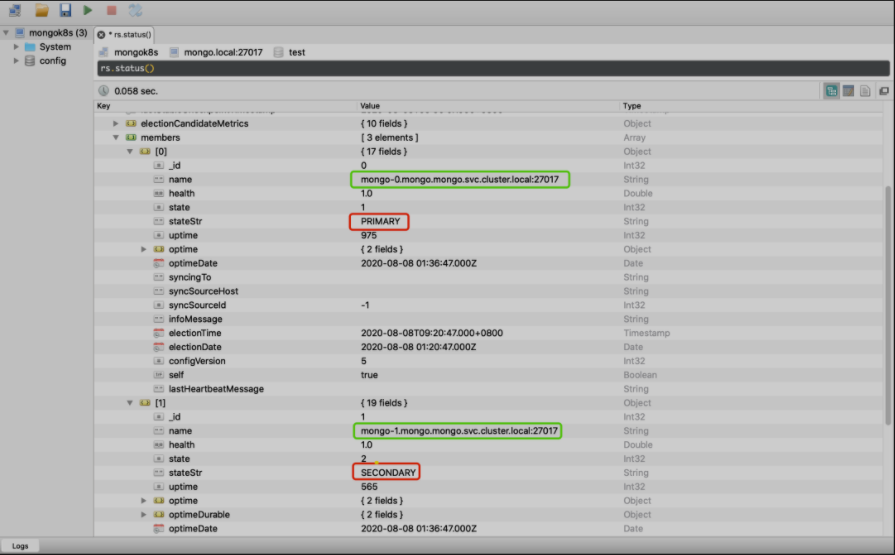 mongok8s (3)
System
config
* rs.status()
mongok8s mongo.local:27017 test
rs.status()
0.058 sec.
Key Value Type
electionCandidateMetrics { 10 fields } Object
members [ 3 elements ] Array
[0] { 17 fields } Object
_id 0 Int32
name mongo-0.mongo.mongo.svc.cluster.local:27017 String
health 1.0 Double
state 1 Int32
stateStr PRIMARY String
uptime 975 Int32
optime { 2 fields } Object
optimeDate 2020-08-08 01:36:47.000Z Date
syncingTo String
syncSourceHost String
syncSourceId -1 Int32
infoMessage String
electionTime 2020-08-08T09:20:47.000+0800 Timestamp
electionDate 2020-08-08 01:20:47.000Z Date
configVersion 5 Int32
self true Boolean
lastHeartbeatMessage String
[1] { 19 fields } Object
_id 1 Int32
name mongo-1.mongo.mongo.svc.cluster.local:27017 String
health 1.0 Double
state 2 Int32
stateStr SECONDARY String
uptime 565 Int32
optime { 2 fields } Object
optimeDurable { 2 fields } Object
optimeDate 2020-08-08 01:36:47.000Z Date
Logs